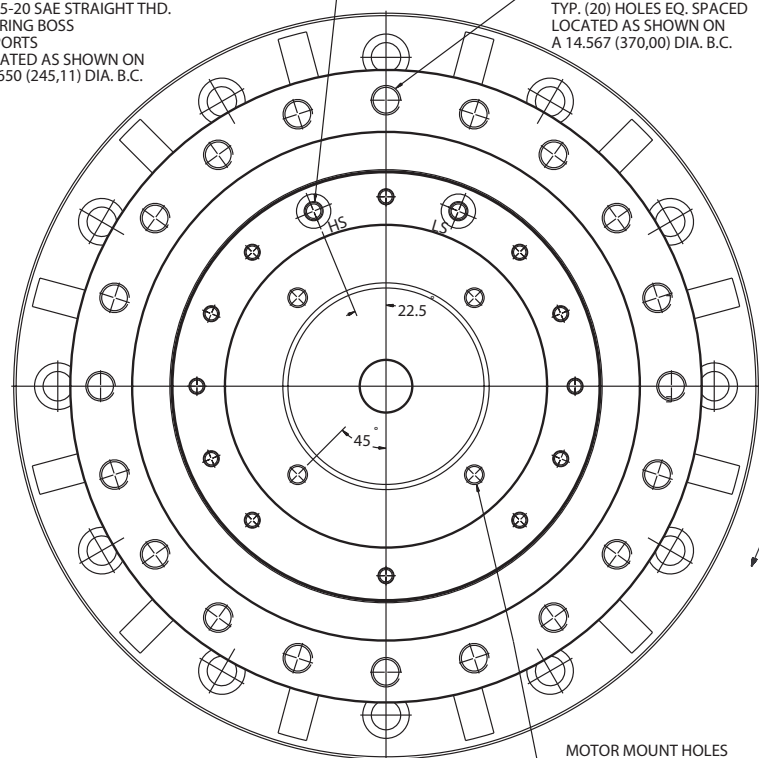 5-20 SAE STRAIGHT THD.
RING BOSS
PORTS
ATED AS SHOWN ON
650 (245,11) DIA. B.C.
TYP. (20) HOLES EQ. SPACED
LOCATED AS SHOWN ON
A 14.567 (370,00) DIA. B.C.
HS
LS
22.5°
45°
MOTOR MOUNT HOLES